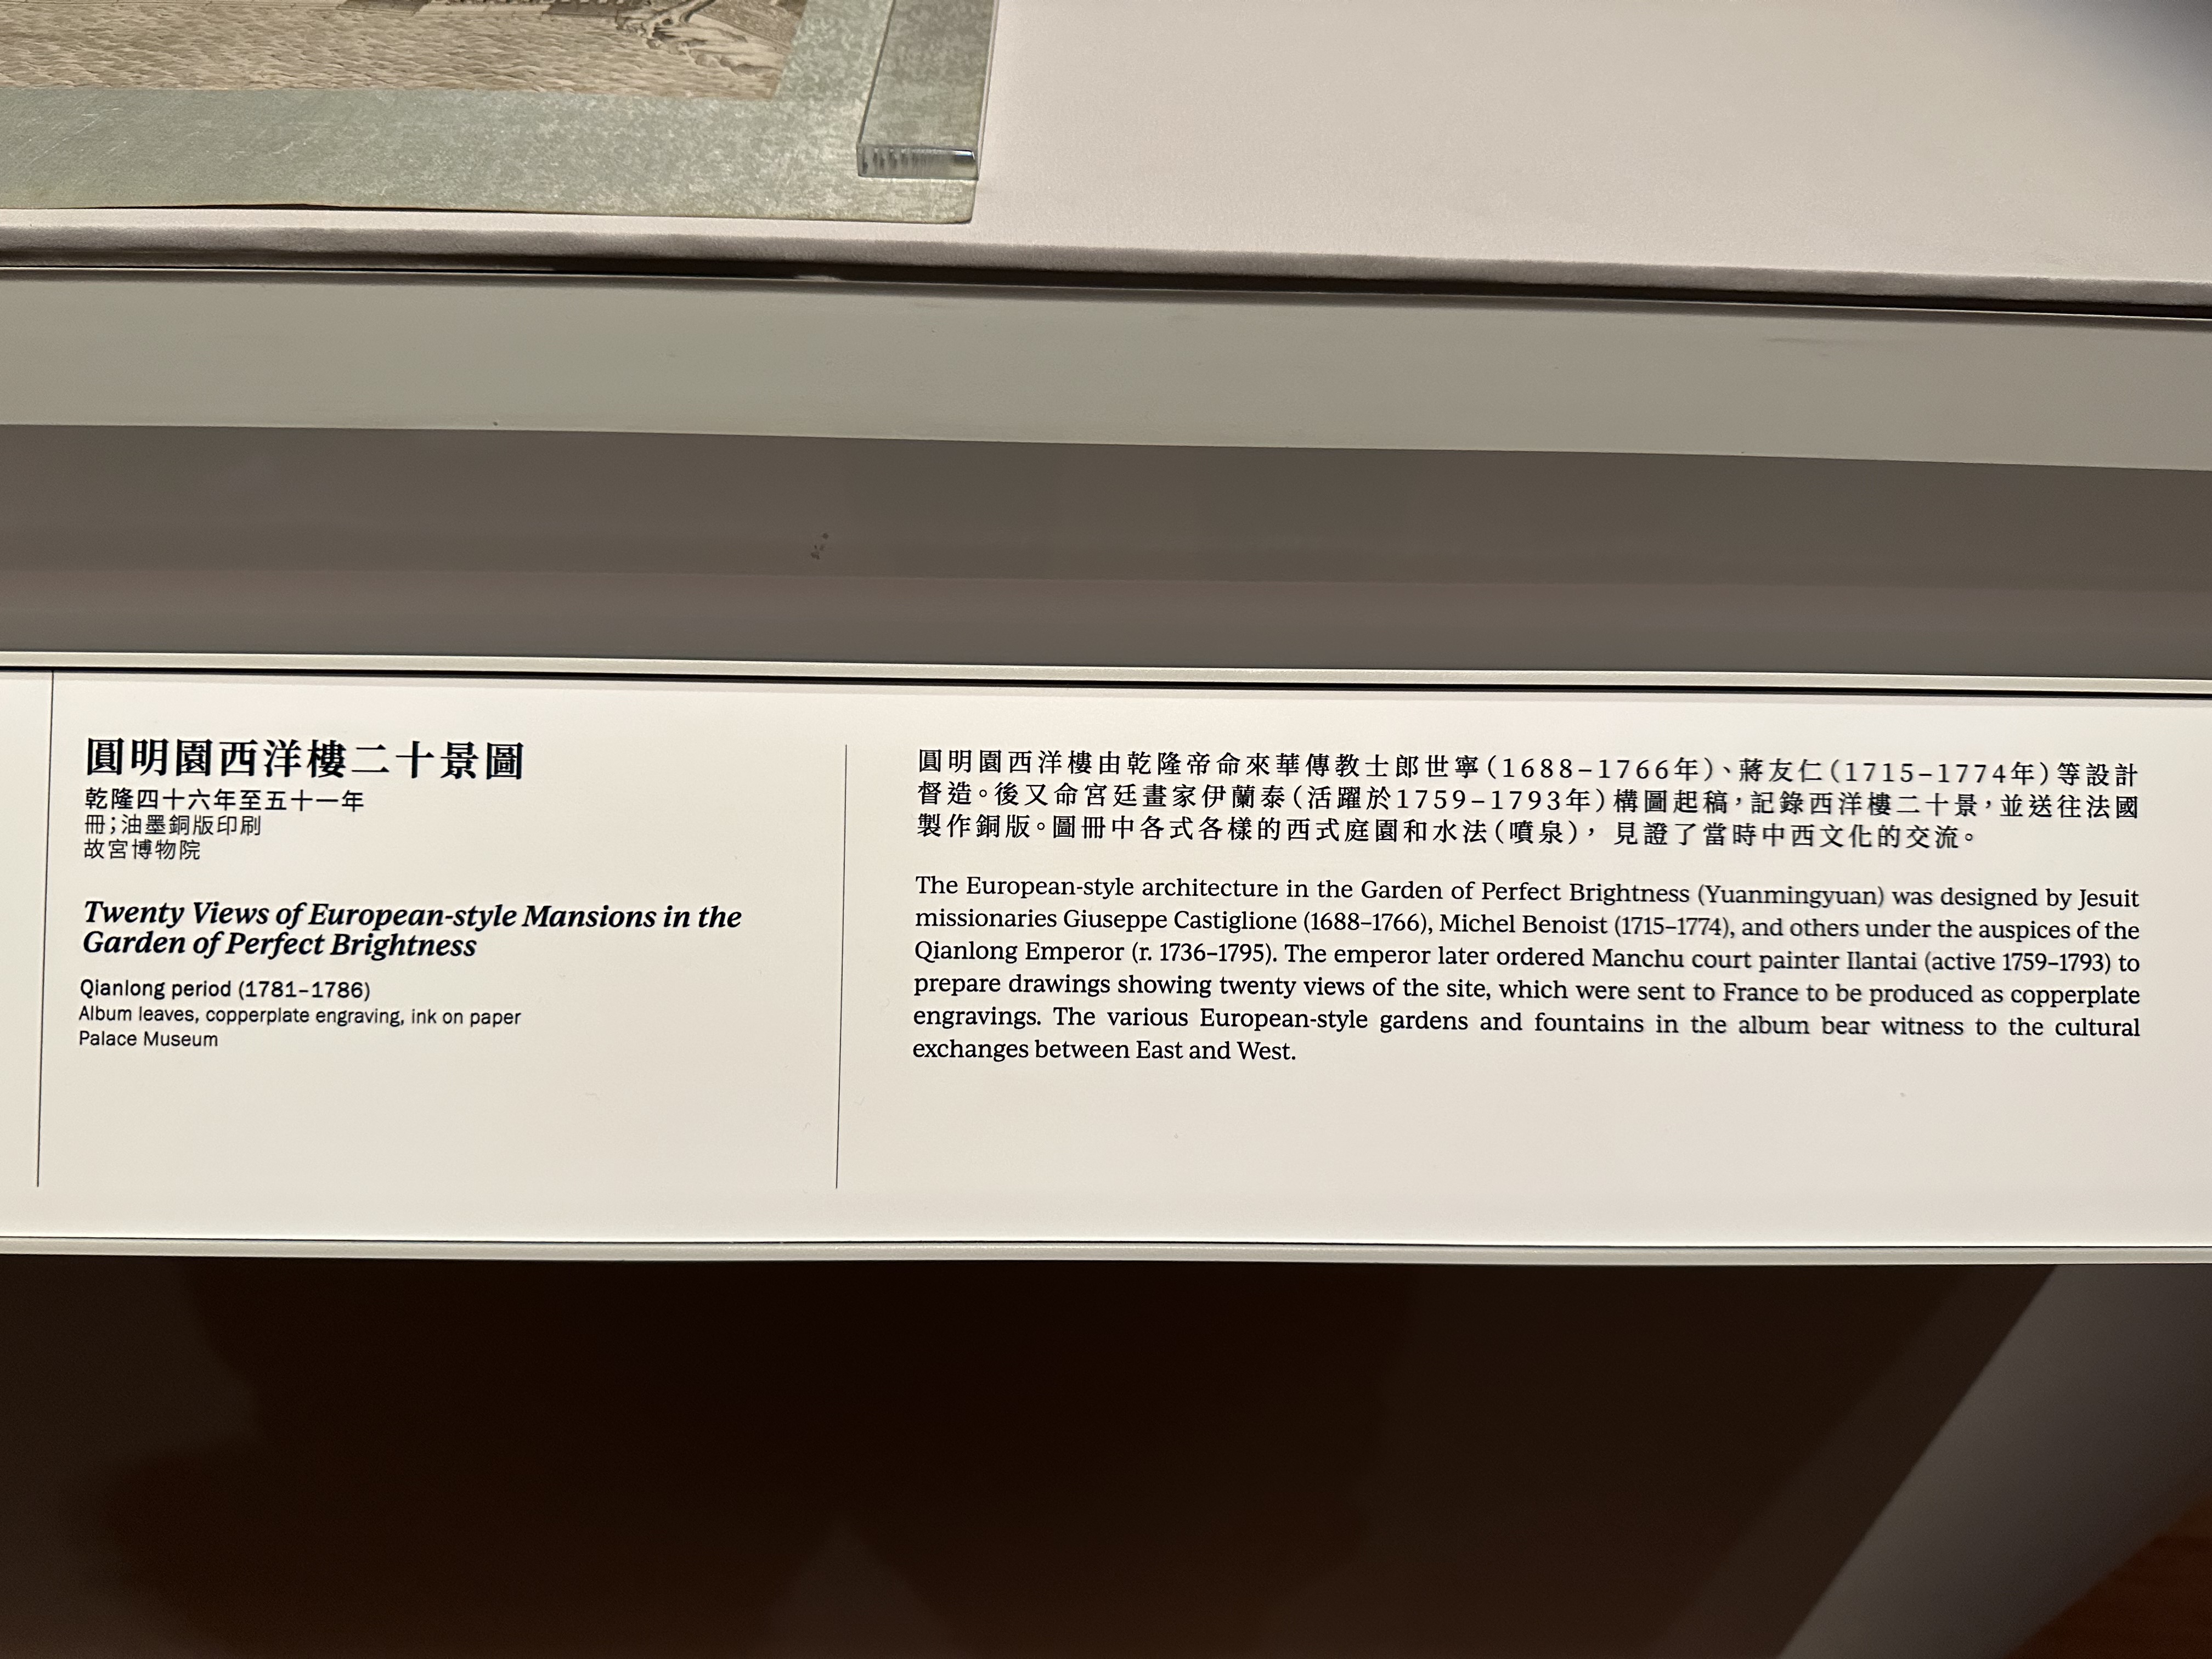 圓明園西洋樓二十景圖
乾隆四十六年至五十一年
冊;油墨銅版印刷
故宮博物院
Twenty Views of European-style Mansions in the
Garden of Perfect Brightness
Qianlong period (1781–1786)
Album leaves, copperplate engraving, ink on paper
Palace Museum
圓明園西洋樓由乾隆帝命來華傳教士郎世寧(1688–1766年)、蔣友仁(1715–1774年)等設計
督造。後又命宮廷畫家伊蘭泰(活躍於1759–1793年)構圖起稿,記錄西洋樓二十景,並送往法國
製作銅版。圖冊中各式各樣的西式庭園和水法(噴泉), 見證了當時中西文化的交流。
The European-style architecture in the Garden of Perfect Brightness (Yuanmingyuan) was designed by Jesuit
missionaries Giuseppe Castiglione (1688–1766), Michel Benoist (1715–1774), and others under the auspices of the
Qianlong Emperor (r. 1736–1795). The emperor later ordered Manchu court painter Ilantai (active 1759–1793) to
prepare drawings showing twenty views of the site, which were sent to France to be produced as copperplate
engravings. The various European-style gardens and fountains in the album bear witness to the cultural
exchanges between East and West.